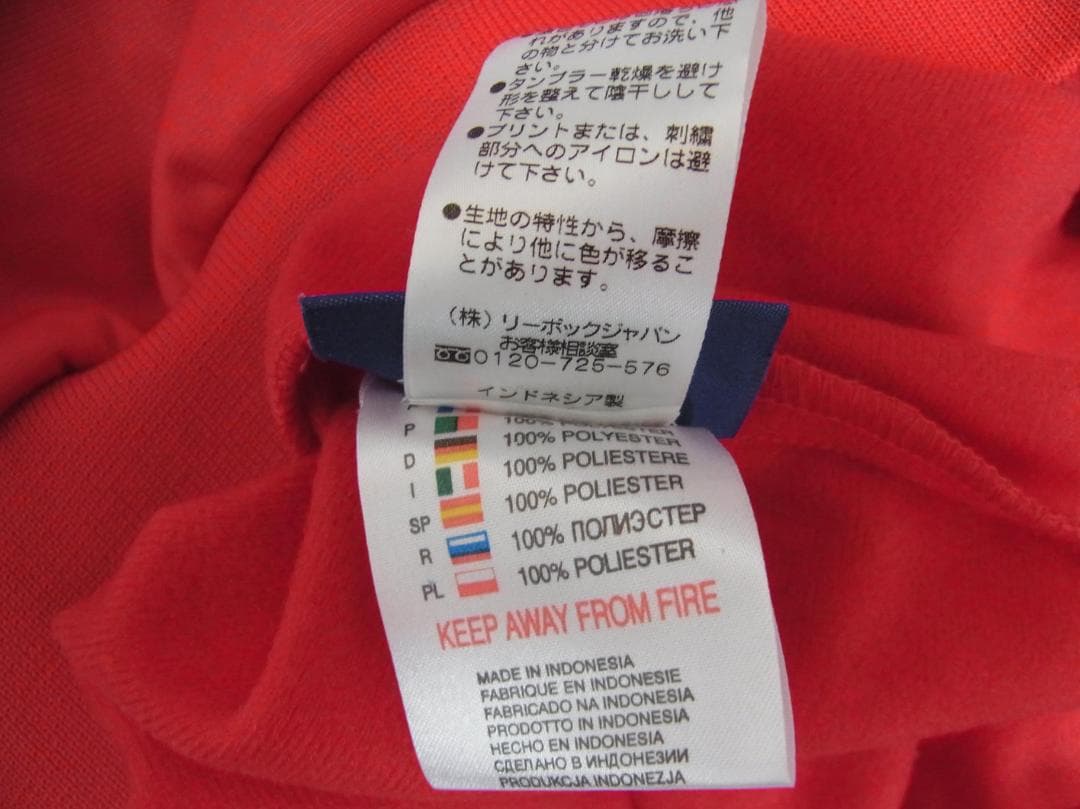 れがありますので、他
の物と分けてお洗い下
さい。
●タンブラー乾燥を避け
形を整えて陰干しして
下さい。
●プリントまたは、刺繍
部分へのアイロンは避
けて下さい。
●生地の特性から、摩擦
により他に色が移るこ
とがあります。
（株）リーボックジャパン
お客様相談室
0120-725-576
インドネシア製
P 100% POLYESTER
D 100% POLYESTER
I 100% POLIESTERE
SP 100% POLIESTER
R 100% ПОЛИЭСТЕР
PL 100% POLIESTER
KEEP AWAY FROM FIRE
MADE IN INDONESIA
FABRIQUE EN INDONESIE
FABRICADO NA INDONESIA
PRODOTTO IN INDONESIA
HECHO EN INDONESIA
СДЕЛАНО В ИНДОНЕЗИИ
PRODUKCJA INDONEZJA